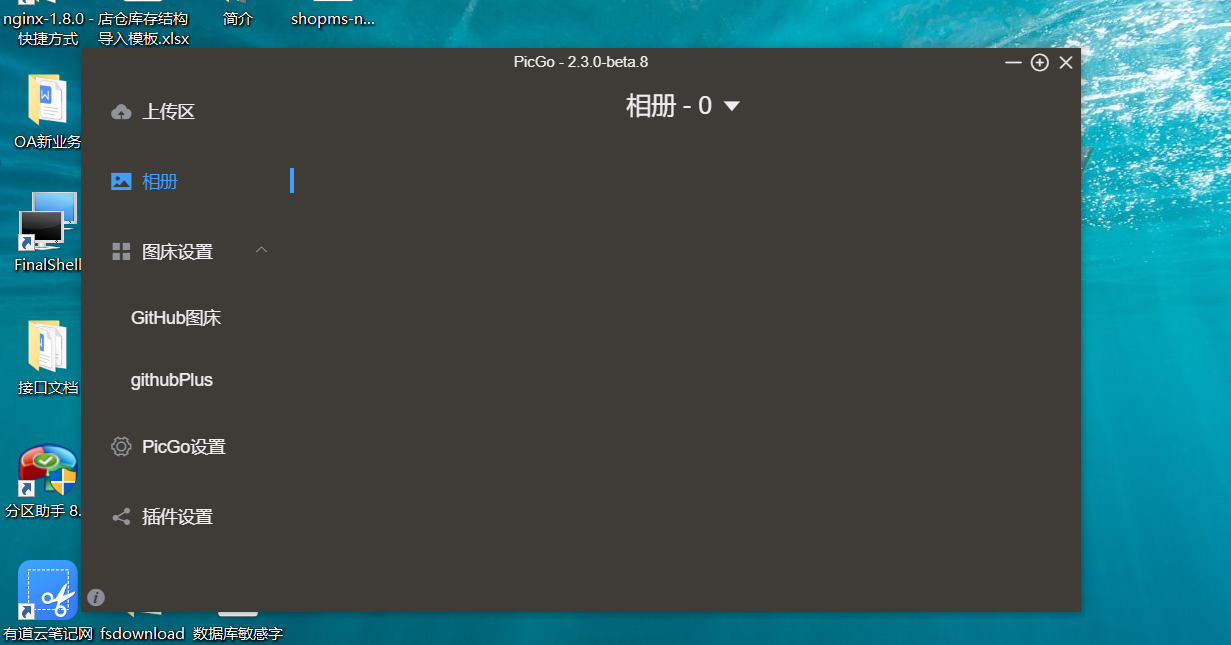 nginx-1.8.0 - 快捷方式
店仓库存结构导入模板.xlsx
简介
shopms-n...
PicGo - 2.3.0-beta.8
上传区
相册 - 0
OA新业务
相册
图床设置
FinalShell
GitHub图床
githubPlus
接口文档
PicGo设置
分区助手 8.
插件设置
有道云笔记网
fsdownload
数据库敏感字